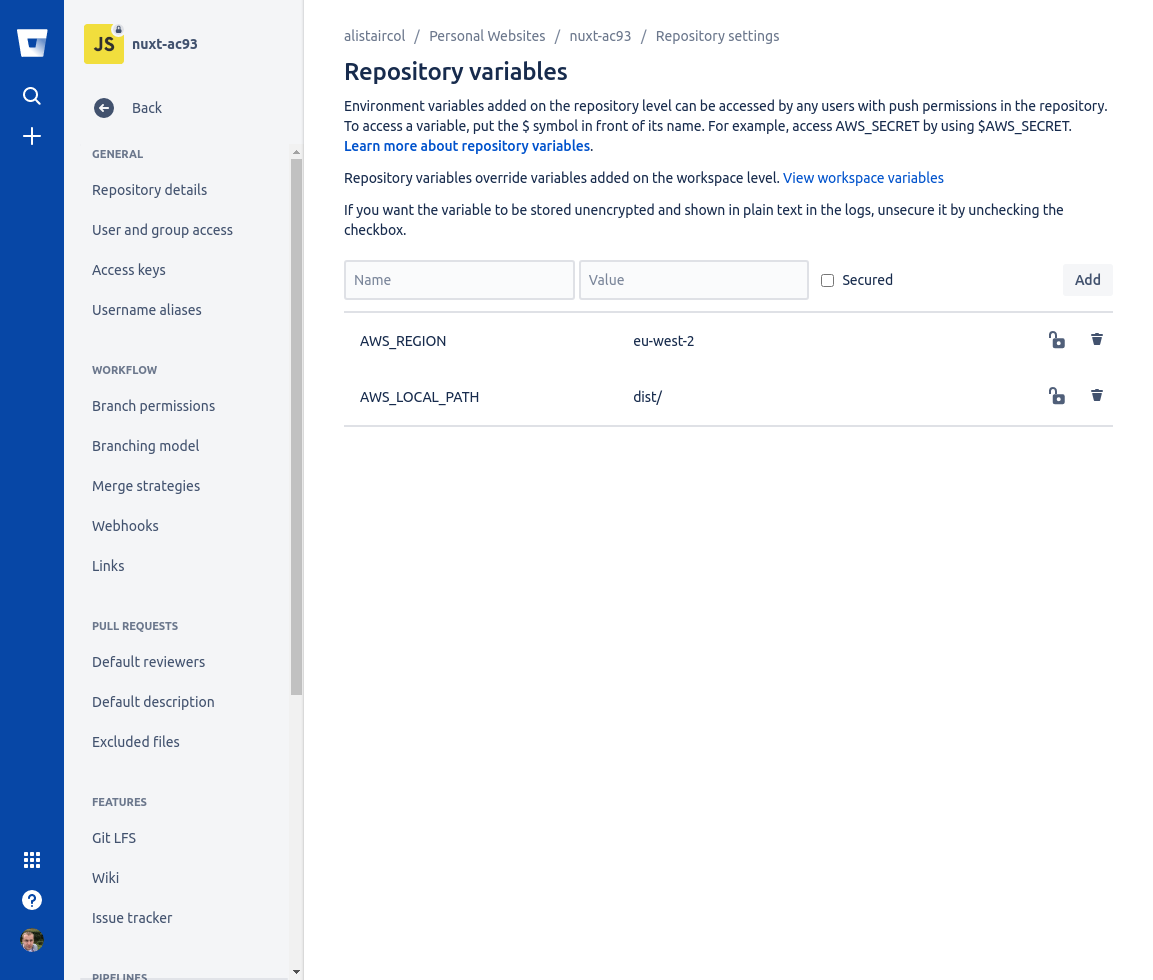 JS
nuxt-ac93
Back
GENERAL
Repository details
User and group access
Access keys
Username aliases
WORKFLOW
Branch permissions
Branching model
Merge strategies
Webhooks
Links
PULL REQUESTS
Default reviewers
Default description
Excluded files
FEATURES
Git LFS
Wiki
Issue tracker
PIPELINES
alistaircol / Personal Websites / nuxt-ac93 / Repository settings
Repository variables
Environment variables added on the repository level can be accessed by any users with push permissions in the repository.
To access a variable, put the $ symbol in front of its name. For example, access AWS_SECRET by using $AWS_SECRET.
Learn more about repository variables.
Repository variables override variables added on the workspace level. View workspace variables
If you want the variable to be stored unencrypted and shown in plain text in the logs, unsecure it by unchecking the
checkbox.
Name Value Secured Add
AWS_REGION eu-west-2
AWS_LOCAL_PATH dist/